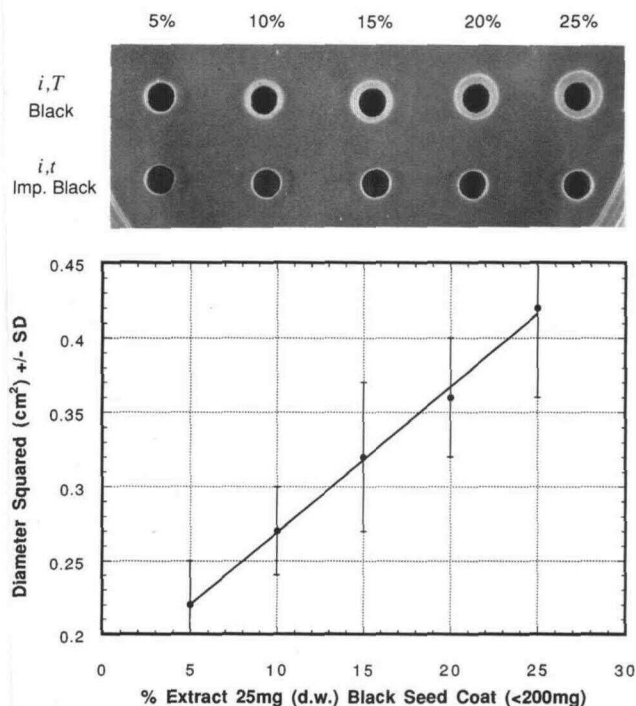 5% 10% 15% 20% 25%
i,T
Black
i,t
Imp. Black
0.45
0.4
0.35
0.3
0.25
0.2
Diameter Squared (cm²) +/- SD
0 5 10 15 20 25 30
% Extract 25mg (d.w.) Black Seed Coat (<200mg)